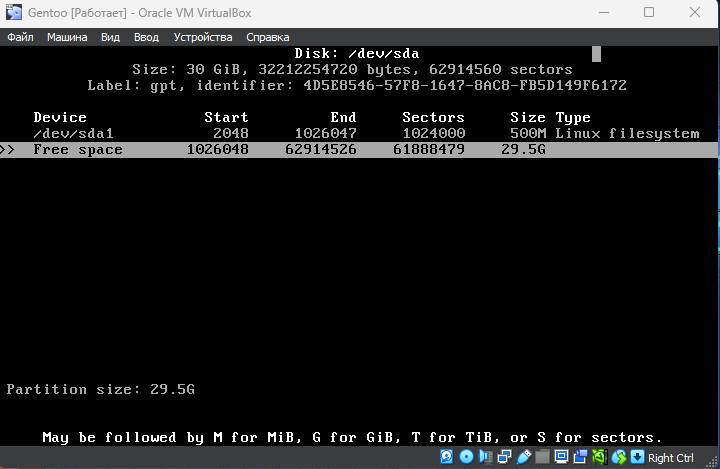 Gentoo [Работает] - Oracle VM VirtualBox
Файл Машина Вид Ввод Устройства Справка
Disk: /dev/sda
Size: 30 GiB, 32212254720 bytes, 62914560 sectors
Label: gpt, identifier: 4D5E8546-57F8-1647-8AC8-FB5D149F6172
Device Start End Sectors Size Type
/dev/sda1 2048 1026047 1024000 500M Linux filesystem
>> Free space 1026048 62914526 61888479 29.5G
Partition size: 29.5G
May be followed by M for MiB, G for GiB, T for TiB, or S for sectors.
Right Ctrl